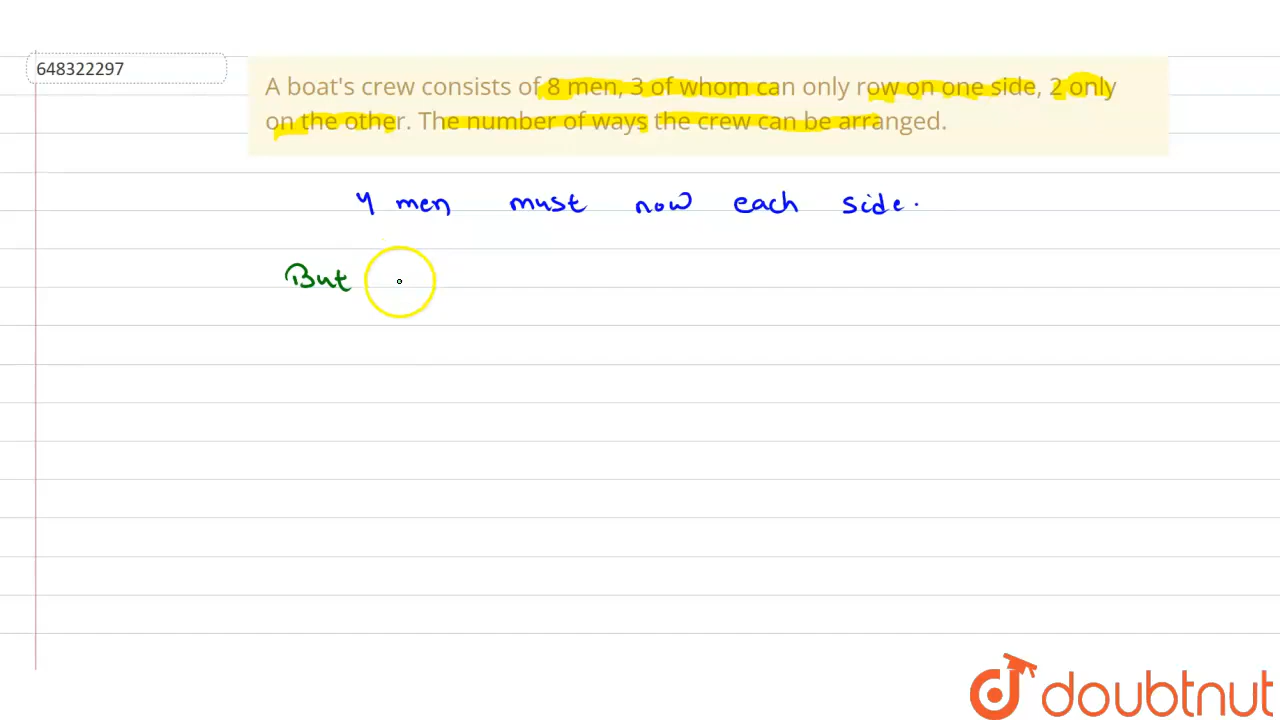 648322297
A boat's crew consists of 8 men, 3 of whom can only row on one side, 2 only
on the other. The number of ways the crew can be arranged.
4 men must now each side.
But
doubtnut